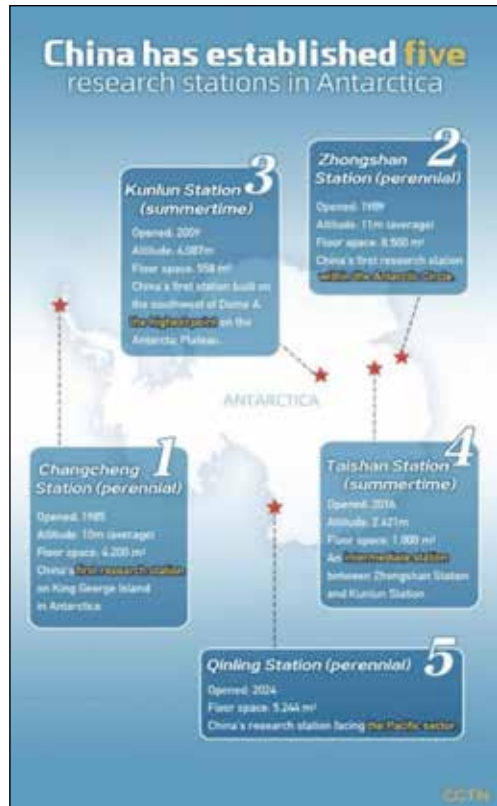 China has established five
research stations in Antarctica
2
Zhongshan
Station (perennial)
Opened: 1989
Altitude: 11m (average)
Floor space: 8,500 m²
China's first research station
within the Antarctic Circle
3
Kunlun Station
(summertime)
Opened: 2009
Altitude: 4,087m
Floor space: 558 m²
China's first station built on
the southwest of Dome A,
the highest point on the
Antarctic Plateau.
ANTARCTICA
1
Changcheng
Station (perennial)
Opened: 1985
Altitude: 10m (average)
Floor space: 4,200 m²
China's first research station
on King George Island
in Antarctica
4
Taishan Station
(summertime)
Opened: 2016
Altitude: 2,621m
Floor space: 1,000 m²
An intermediate station
between Zhongshan Station
and Kunlun Station
5
Qinling Station (perennial)
Opened: 2024
Floor space: 5,244 m²
China's research station facing the Pacific sector
CGTN